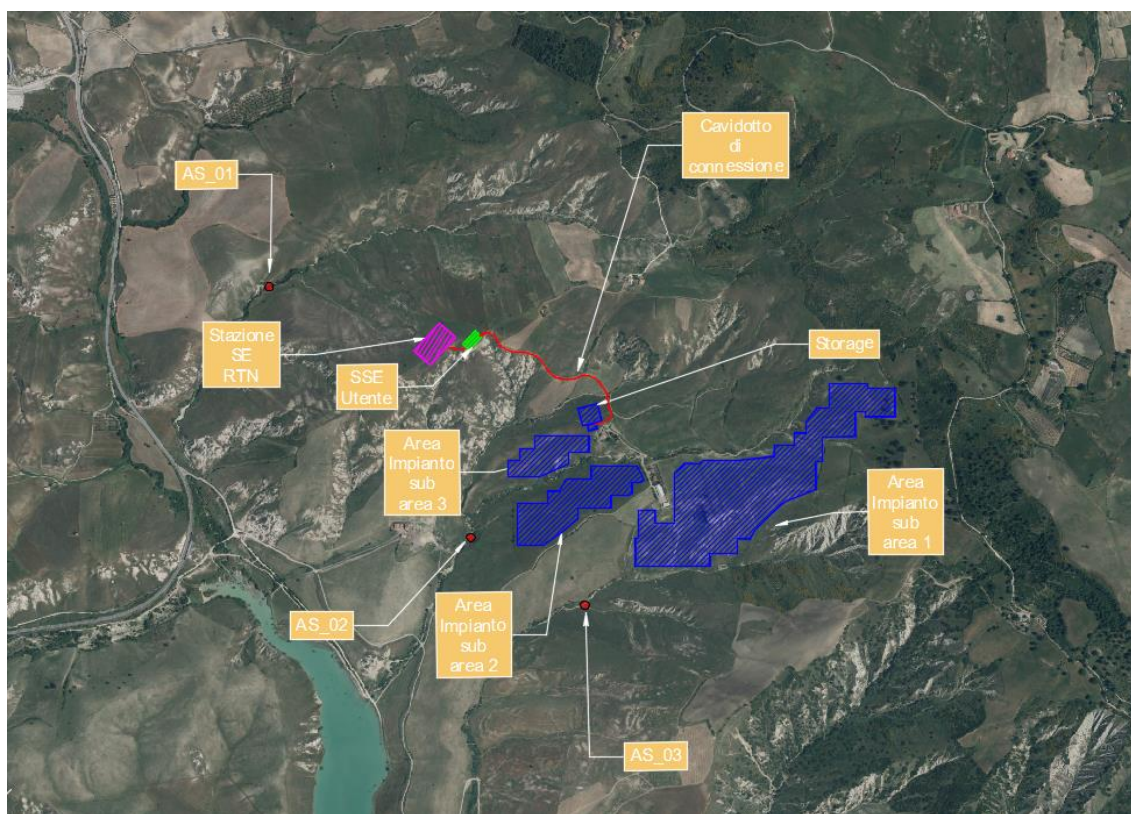 Cavidotto
di
connessione
AS_01
Stazione
SE
RTN
SSE
Utente
Storage
Area
Impianto
sub
area 3
Area
Impianto
sub
area 1
AS_02
Area
Impianto
sub
area 2
AS_03